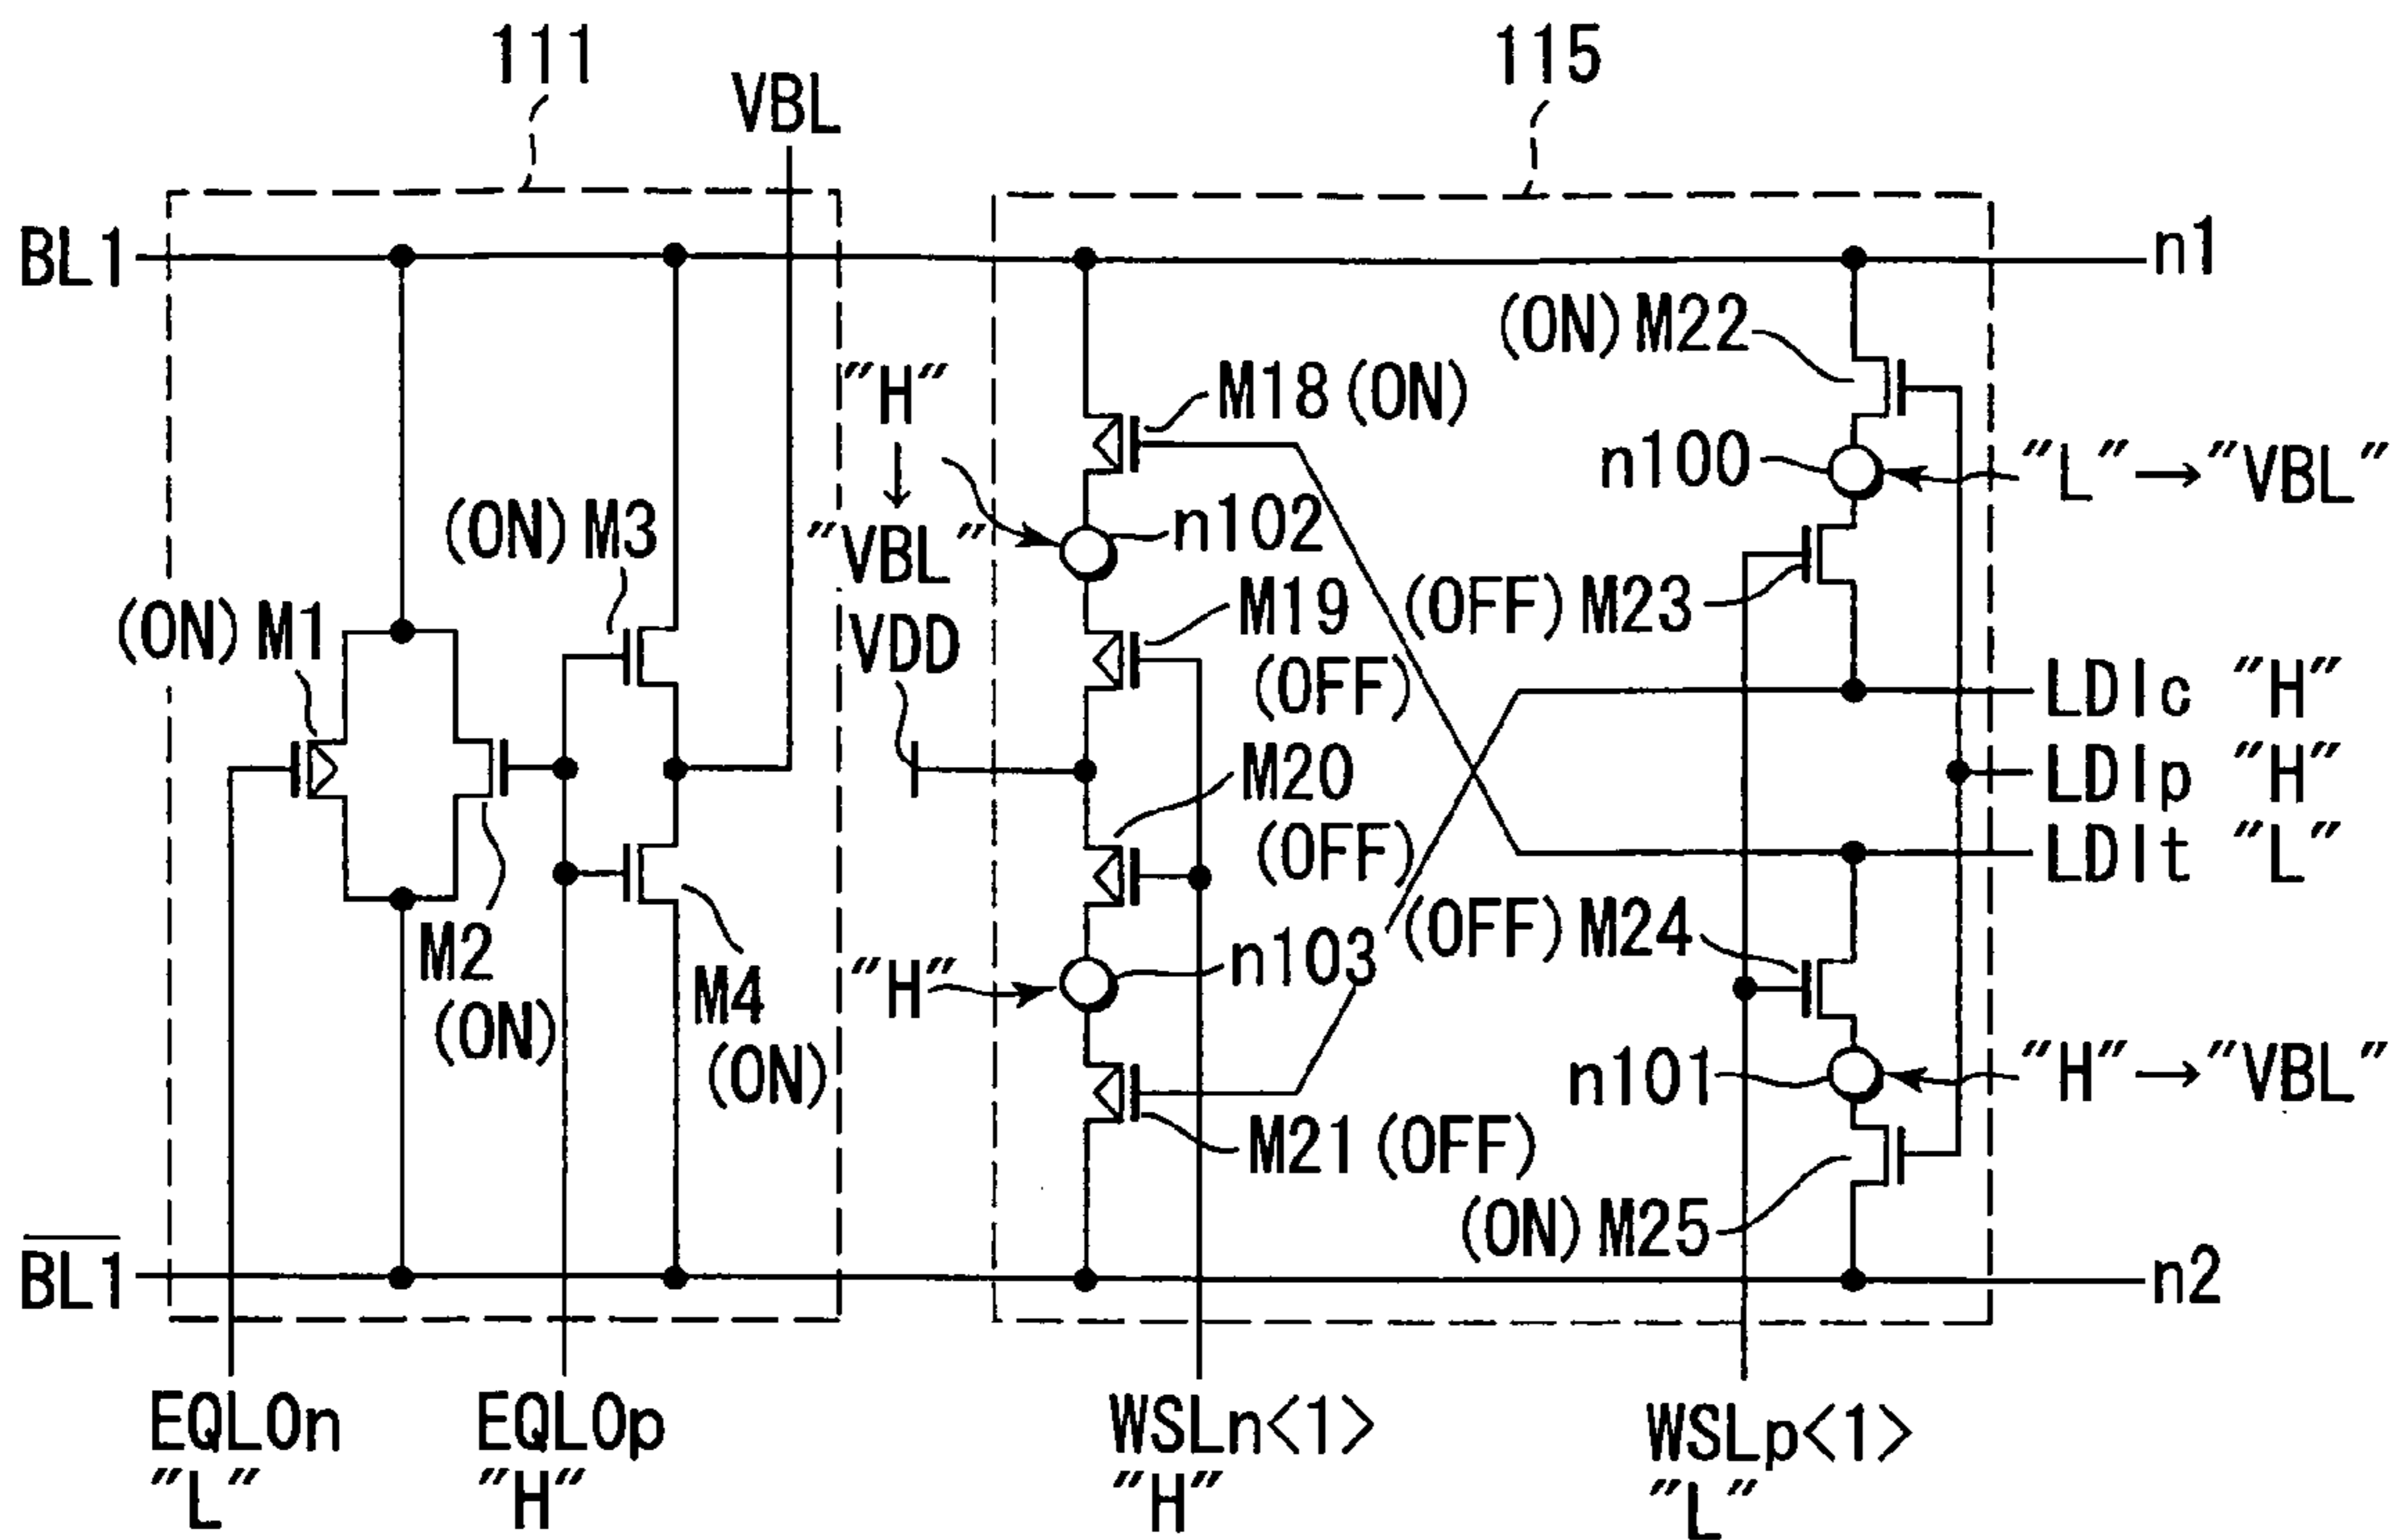 111
115
VBL
BL1
n1
(ON) M22
"H"
M18 (ON)
n100
"L" → "VBL"
↓
n102
"VBL"
(ON) M3
M19
(OFF)
(OFF) M23
(ON) M1
VDD
LDIc "H"
M20
(OFF)
LDIp "H"
LDIt "L"
M2
(ON)
(OFF) M24
"H"
n103
M4
(ON)
n101
"H" → "VBL"
M21 (OFF)
(ON) M25
BL1
n2
EQLOn
"L"
EQLOp
"H"
WSLn<1>
"H"
WSLp<1>
"L"